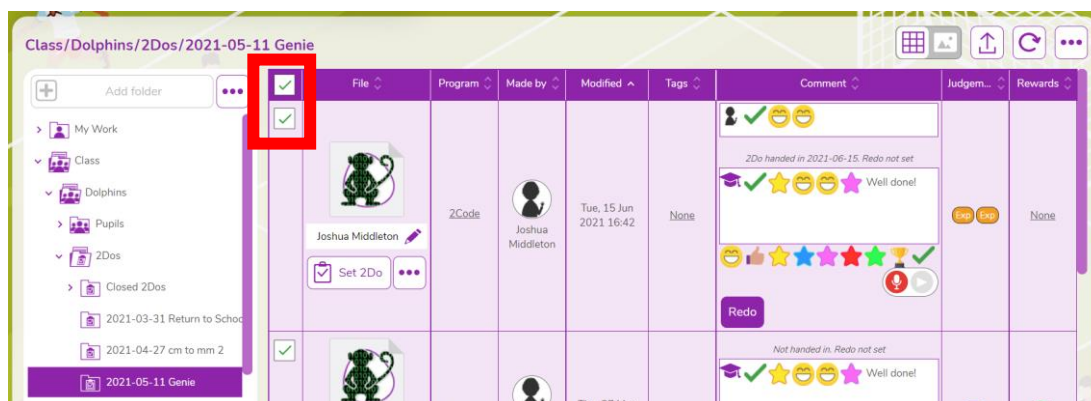 Class/Dolphins/2Dos/2021-05-11 Genie
Add folder
My Work
Class
Dolphins
Pupils
2Dos
Closed 2Dos
2021-03-31 Return to Schoo
2021-04-27 cm to mm 2
2021-05-11 Genie
File Program Made by Modified Tags Comment Judgem... Rewards
2Do handed in 2021-06-15. Redo not set
Well done!
Joshua Middleton
Set 2Do
2Code
Joshua
Middleton
Tue, 15 Jun
2021 16:42
None
Exp Exp
None
Redo
Not handed in. Redo not set
Well done!